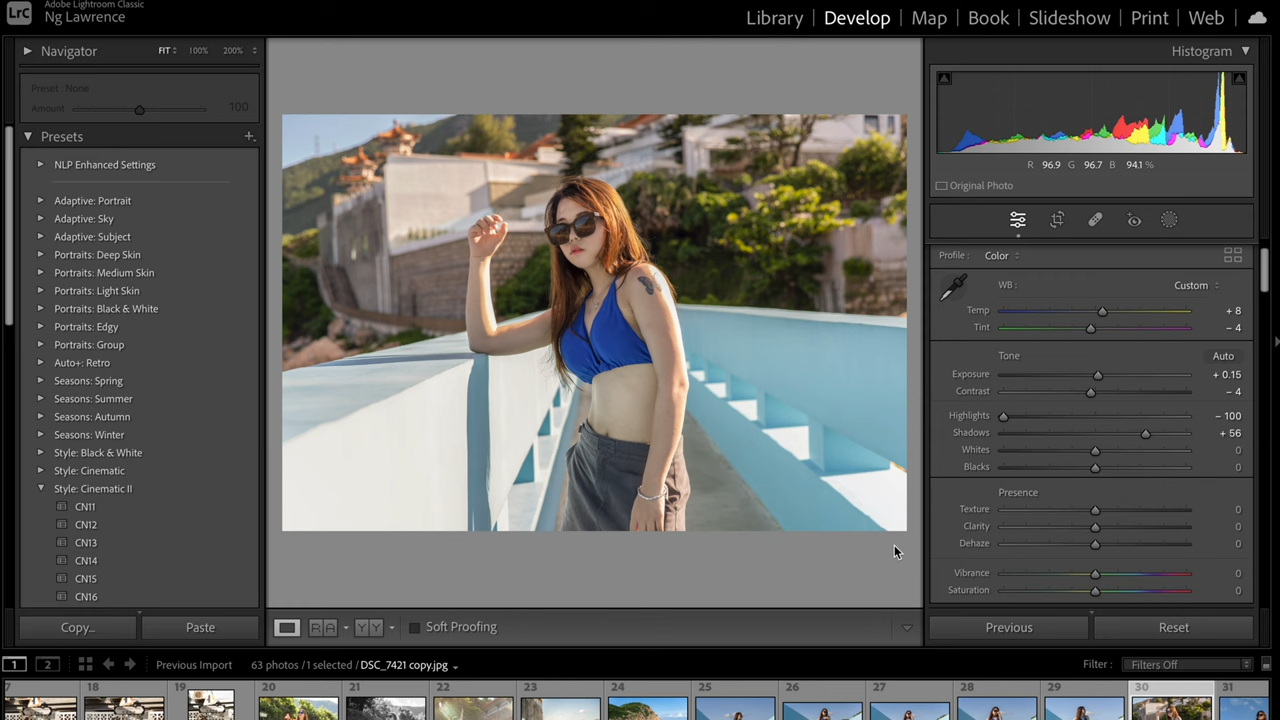 LrC
Adobe Lightroom Classic
Ng Lawrence
Library | Develop | Map | Book | Slideshow | Print | Web
Navigator FIT 100% 200%
Preset : None
Amount 100
Presets +
NLP Enhanced Settings
Adaptive: Portrait
Adaptive: Sky
Adaptive: Subject
Portraits: Deep Skin
Portraits: Medium Skin
Portraits: Light Skin
Portraits: Black & White
Portraits: Edgy
Portraits: Group
Auto+: Retro
Seasons: Spring
Seasons: Summer
Seasons: Autumn
Seasons: Winter
Style: Black & White
Style: Cinematic
Style: Cinematic II
CN11
CN12
CN13
CN14
CN15
CN16
Copy... Paste
Histogram
R 96.9 G 96.7 B 94.1 %
Original Photo
Profile : Color
WB : Custom
Temp + 8
Tint – 4
Tone Auto
Exposure + 0.15
Contrast – 4
Highlights – 100
Shadows + 56
Whites 0
Blacks 0
Presence
Texture 0
Clarity 0
Dehaze 0
Vibrance 0
Saturation 0
Previous Reset
R A Y Y Soft Proofing
1 2 Previous Import 63 photos / 1 selected / DSC_7421 copy.jpg Filter : Filters Off
7 18 19 20 21 22 23 24 25 26 27 28 29 30 31